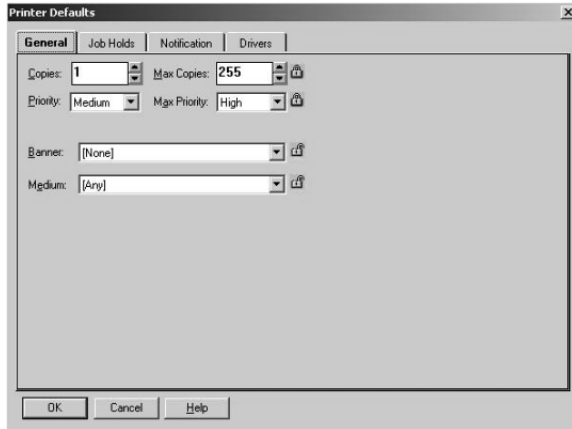 Printer Defaults
General Job Holds Notification Drivers
Copies: 1 Max Copies: 255
Priority: Medium Max Priority: High
Banner: [None]
Medium: [Any]
OK Cancel Help